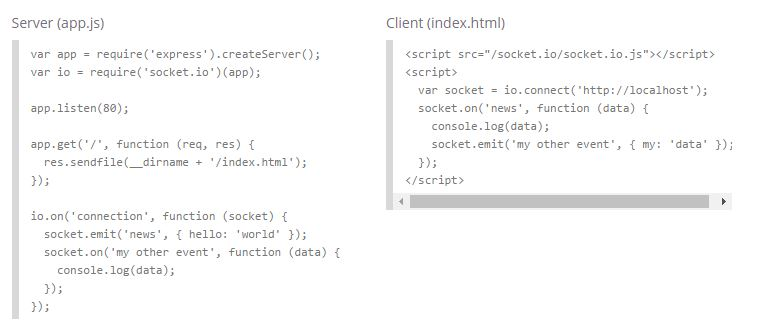 Server (app.js)
var app = require('express').createServer();
var io = require('socket.io')(app);
app.listen(80);
app.get('/', function (req, res) {
  res.sendfile(__dirname + '/index.html');
});
io.on('connection', function (socket) {
  socket.emit('news', { hello: 'world' });
  socket.on('my other event', function (data) {
    console.log(data);
  });
});
Client (index.html)
<script src="/socket.io/socket.io.js"></script>
<script>
  var socket = io.connect('http://localhost');
  socket.on('news', function (data) {
    console.log(data);
    socket.emit('my other event', { my: 'data' });
  });
</script>